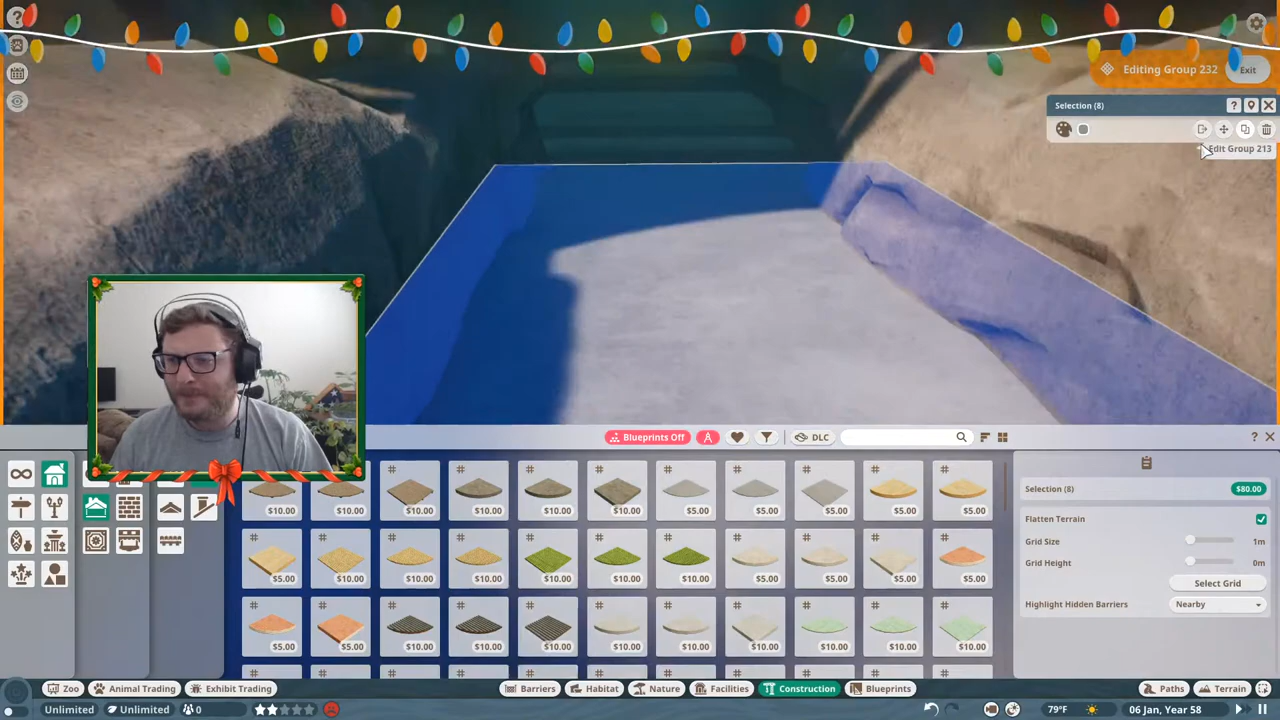 Editing Group 232
Exit
Selection (8)
?
Edit Group 213
Blueprints Off
DLC
?
$10.00 $10.00 $10.00 $10.00 $10.00 $10.00 $5.00 $5.00 $5.00 $5.00 $5.00
$5.00 $10.00 $10.00 $10.00 $10.00 $10.00 $10.00 $5.00 $5.00 $5.00 $5.00
$5.00 $5.00 $10.00 $10.00 $10.00 $10.00 $10.00 $10.00 $10.00 $10.00 $10.00
Selection (8) $80.00
Flatten Terrain
Grid Size 1m
Grid Height 0m
Select Grid
Highlight Hidden Barriers Nearby
Zoo Animal Trading Exhibit Trading Barriers Habitat Nature Facilities Construction Blueprints Paths Terrain
Unlimited Unlimited 0 79°F 06 Jan, Year 58